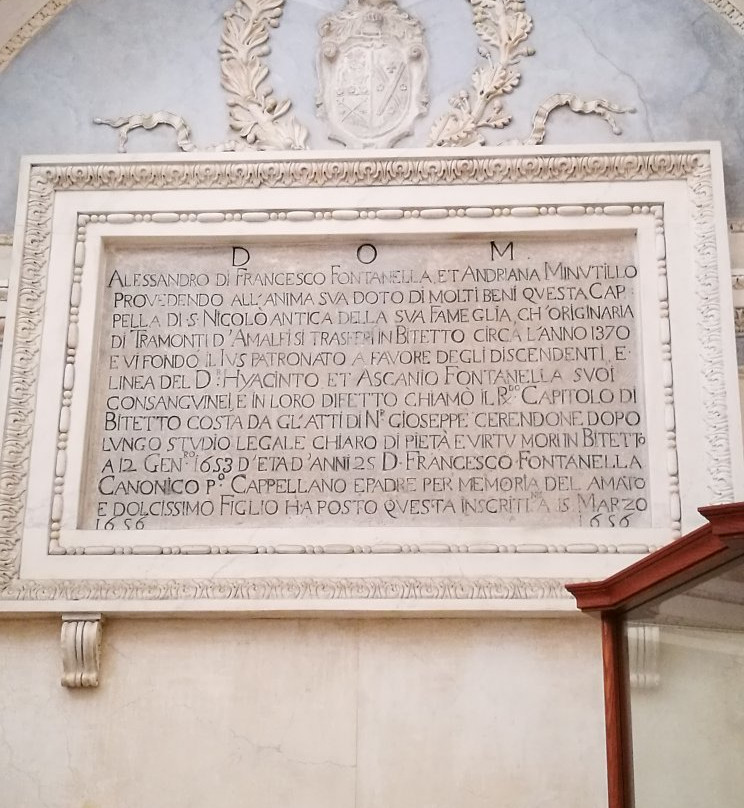 D O M
ALESSANDRO DI FRANCESCO FONTANELLA, ET ANDRIANA MINVTILLO
PROVEDENDO ALL'ANIMA SVA DOTO DI MOLTI BENI QVESTA CAP:
PELLA DI S. NICOLÒ ANTICA DELLA SVA FAMEGLIA, CH'ORIGINARIA
DI TRAMONTI D'AMALFI SI TRASFERI IN BITETTO CIRCA L'ANNO 1370
E VI FONDÒ IL IVS PATRONATO A FAVORE DEGLI DISCENDENTI E
LINEA DEL D.N HYACINTO ET ASCANIO FONTANELLA SVOI
CONSANGVINEI, E IN LORO DIFETTO CHIAMÒ IL R.DO CAPITOLO DI
BITETTO COSTA DA GL'ATTI DI N.R GIOSEPPE CERENDONE DOPO
LVNGO STVDIO LEGALE CHIARO DI PIETÀ E VIRTV MORI IN BITETTO
A 12 GEN.RO 1653 D'ETA D'ANNI 25 D. FRANCESCO FONTANELLA
CANONICO P.O CAPPELLANO E PADRE PER MEMORIA DEL AMATO
E DOLCISSIMO FIGLIO HA POSTO QVESTA INSCRITI.NE A 15 MARZO
1656 1656